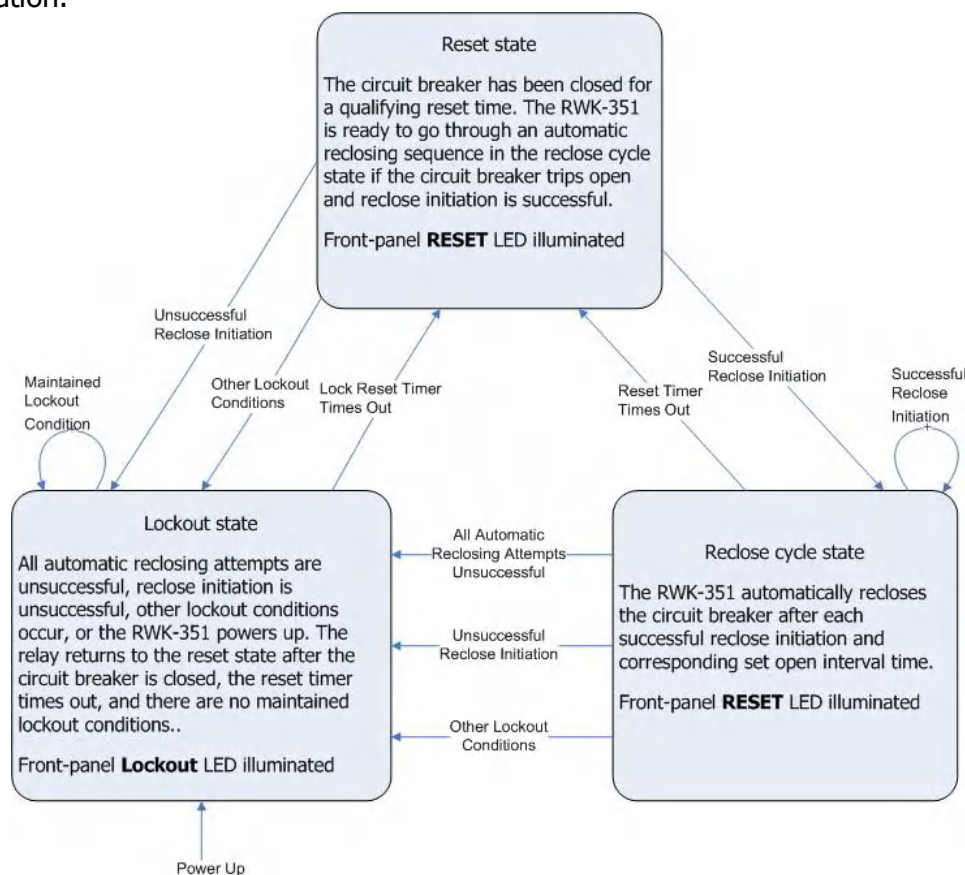 Reset state
The circuit breaker has been closed for
a qualifying reset time. The RWK-351
is ready to go through an automatic
reclosing sequence in the reclose cycle
state if the circuit breaker trips open
and reclose initiation is successful.
Front-panel RESET LED illuminated
Unsuccessful
Reclose Initiation
Other Lockout
Conditions
Lock Reset Timer
Times Out
Reset Timer
Times Out
Successful
Reclose Initiation
Maintained
Lockout
Condition
Successful
Reclose
Initiation
Lockout state
All automatic reclosing attempts are
unsuccessful, reclose initiation is
unsuccessful, other lockout conditions
occur, or the RWK-351 powers up. The
relay returns to the reset state after the
circuit breaker is closed, the reset timer
times out, and there are no maintained
lockout conditions..
Front-panel Lockout LED illuminated
All Automatic
Reclosing Attempts
Unsuccessful
Unsuccessful
Reclose Initiation
Other Lockout
Conditions
Reclose cycle state
The RWK-351 automatically recloses
the circuit breaker after each
successful reclose initiation and
corresponding set open interval time.
Front-panel RESET LED illuminated
Power Up